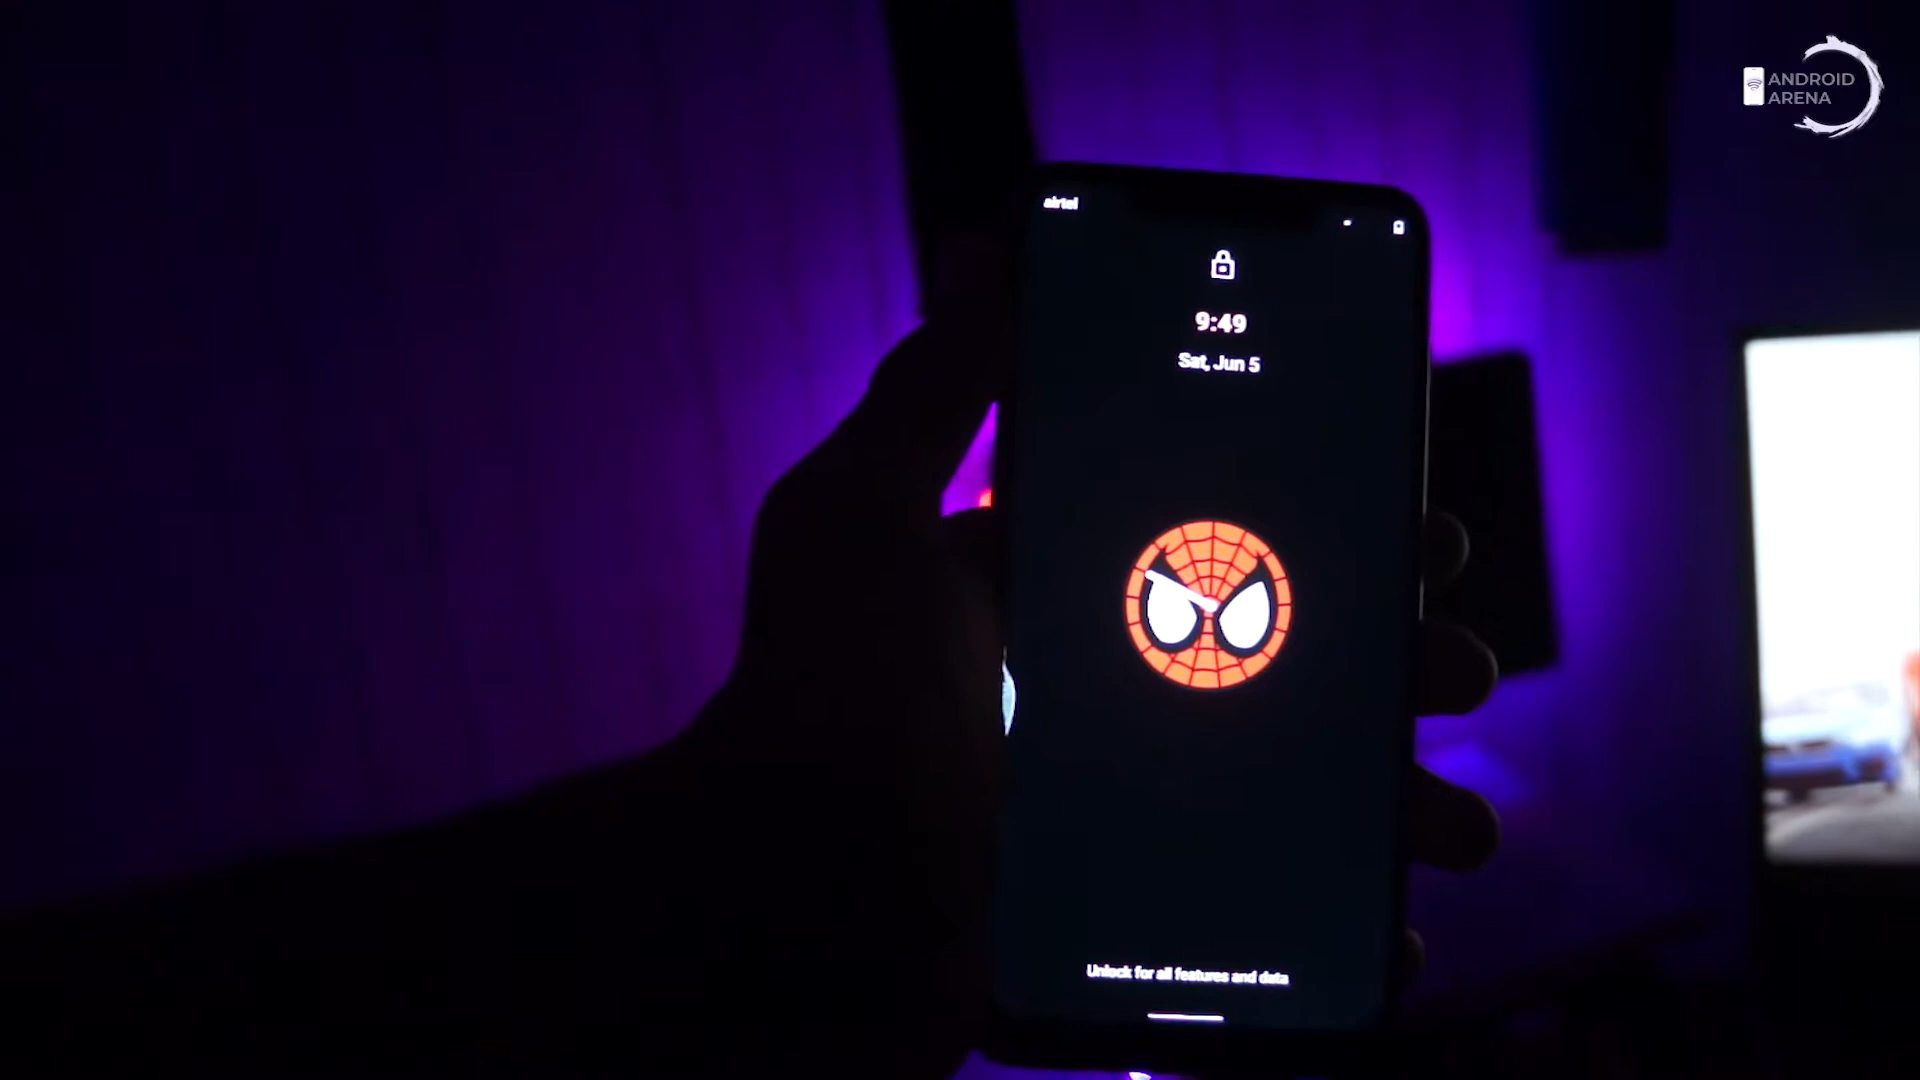 ANDROID
ARENA
airtel
9:49
Sat, Jun 5
Unlock for all features and data